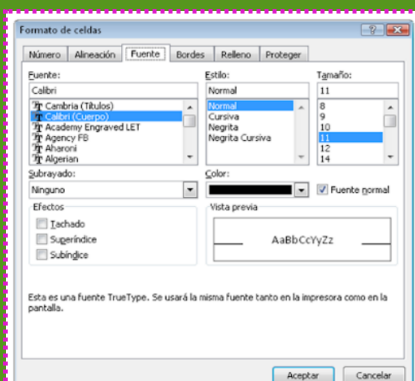 Formato de celdas
Número Alineación Fuente Bordes Relleno Proteger
Fuente: Estilo: Tamaño:
Calibri Normal 11
Cambria (Títulos) Normal 8
Calibri (Cuerpo) Cursiva 9
Academy Engraved LET Negrita 10
Agency FB Negrita Cursiva 11
Aharoni 12
Algerian 14
Subrayado: Color:
Ninguno Fuente normal
Efectos Vista previa
Tachado
Superíndice AaBbCcYyZz
Subíndice
Esta es una fuente TrueType. Se usará la misma fuente tanto en la impresora como en la
pantalla.
Aceptar Cancelar